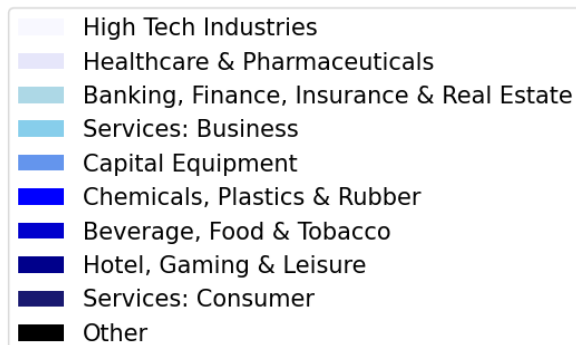 High Tech Industries
Healthcare & Pharmaceuticals
Banking, Finance, Insurance & Real Estate
Services: Business
Capital Equipment
Chemicals, Plastics & Rubber
Beverage, Food & Tobacco
Hotel, Gaming & Leisure
Services: Consumer
Other